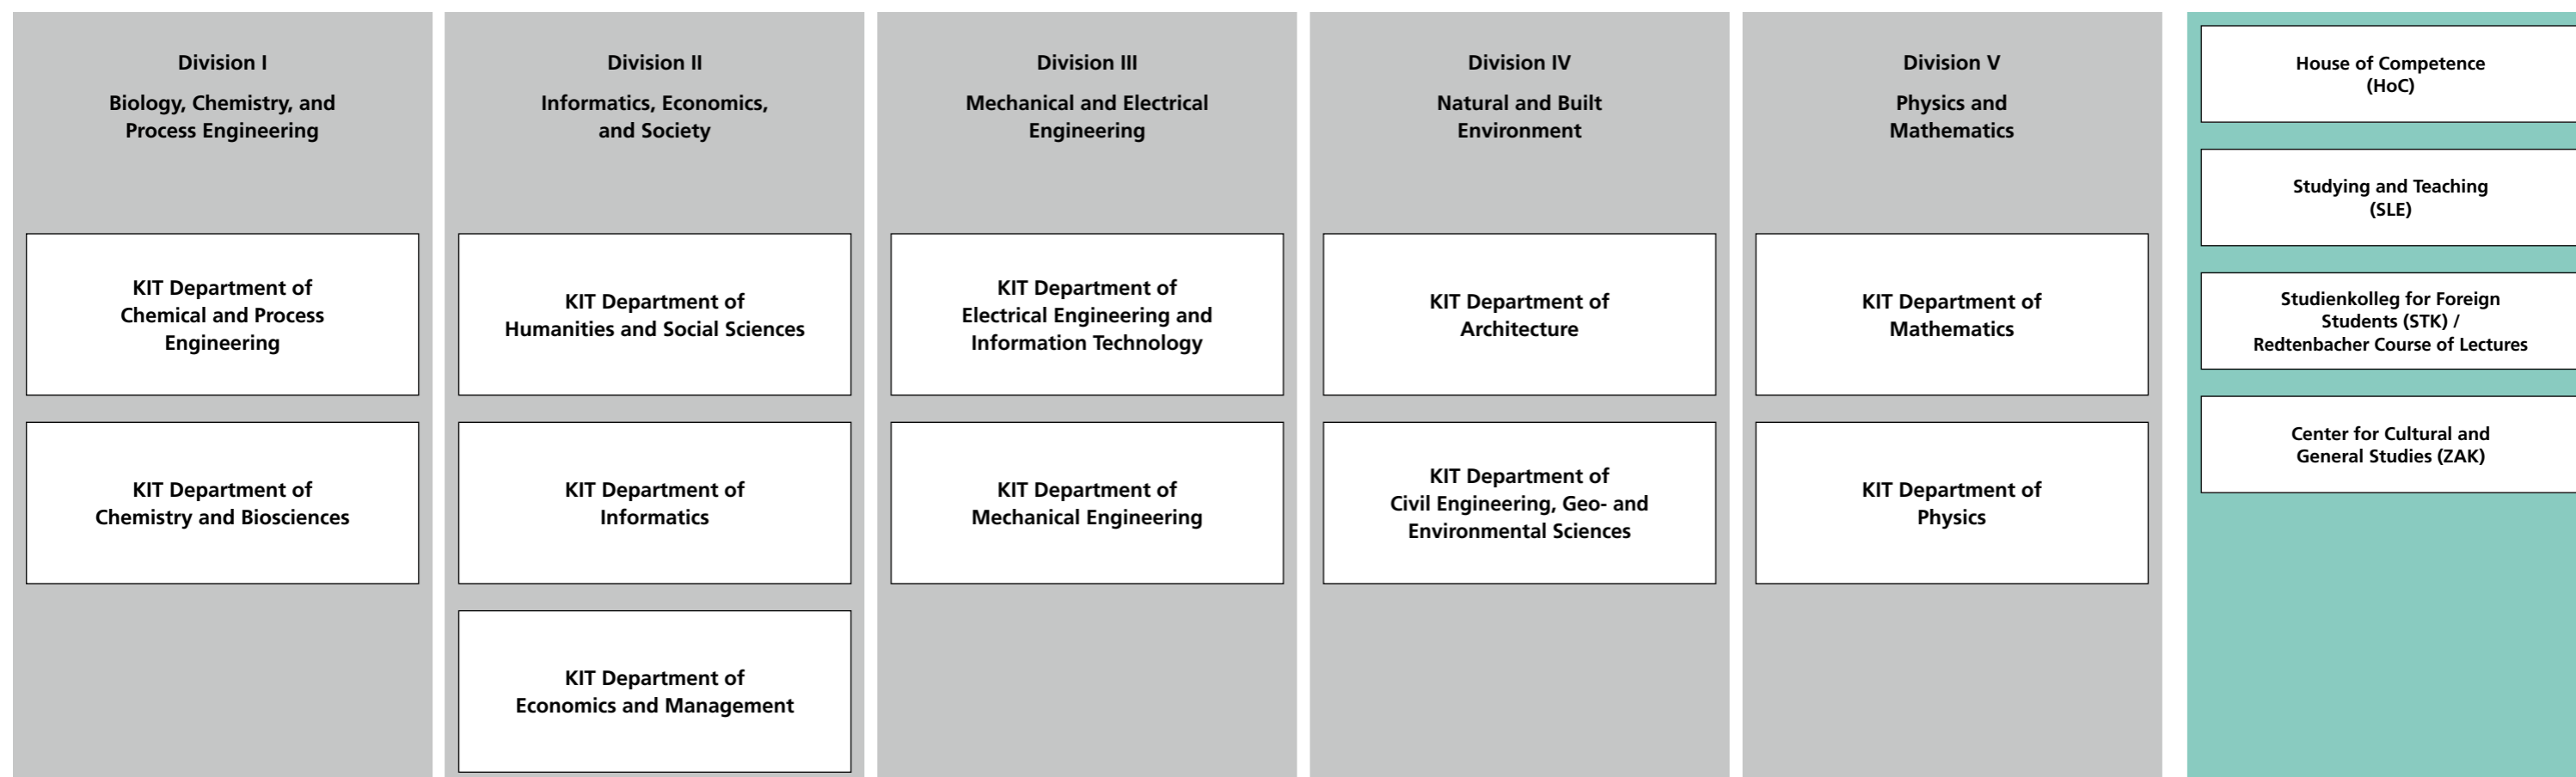 Division I
Biology, Chemistry, and
Process Engineering
KIT Department of
Chemical and Process
Engineering
KIT Department of
Chemistry and Biosciences
Division II
Informatics, Economics,
and Society
KIT Department of
Humanities and Social Sciences
KIT Department of
Informatics
KIT Department of
Economics and Management
Division III
Mechanical and Electrical
Engineering
KIT Department of
Electrical Engineering and
Information Technology
KIT Department of
Mechanical Engineering
Division IV
Natural and Built
Environment
KIT Department of
Architecture
KIT Department of
Civil Engineering, Geo- and
Environmental Sciences
Division V
Physics and
Mathematics
KIT Department of
Mathematics
KIT Department of
Physics
House of Competence
(HoC)
Studying and Teaching
(SLE)
Studienkolleg for Foreign
Students (STK) /
Redtenbacher Course of Lectures
Center for Cultural and
General Studies (ZAK)